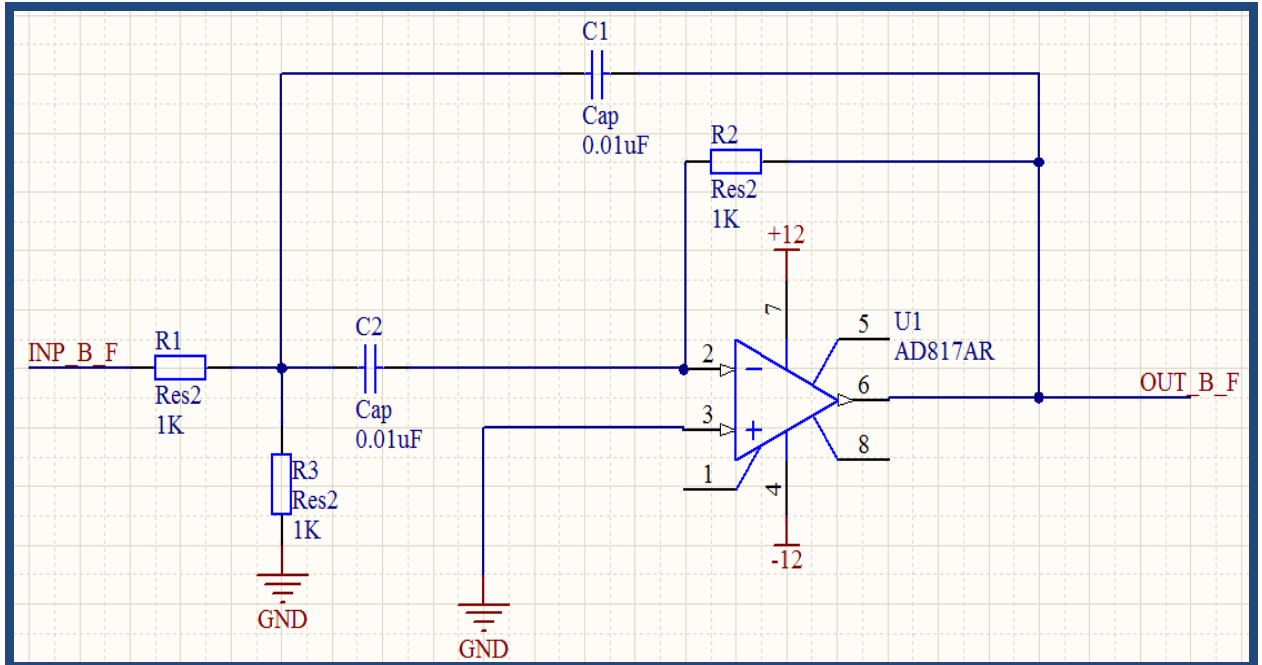 C1
Cap
0.01uF
R2
Res2
1K
+12
7
5
U1
AD817AR
INP_B_F
R1
Res2
1K
C2
Cap
0.01uF
2
6
OUT_B_F
3
8
1
4
R3
Res2
1K
-12
GND
GND